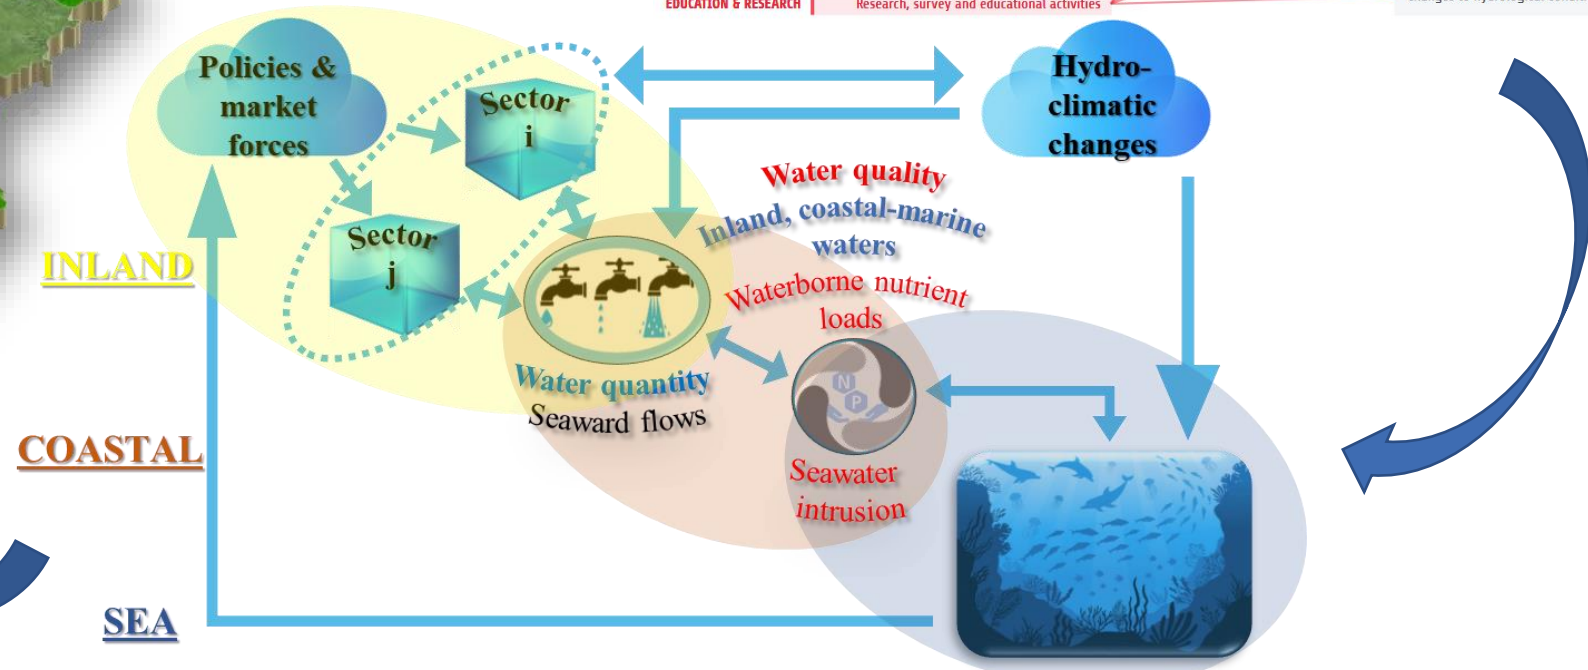 EDUCATION & RESEARCH
Research, survey and educational activities
Policies &
market
forces
Sector
i
Hydro-
climatic
changes
Water quality
Inland, coastal-marine
waters
Sector
j
INLAND
Waterborne nutrient
loads
Water quantity
Seaward flows
N
P
COASTAL
Seawater
intrusion
SEA